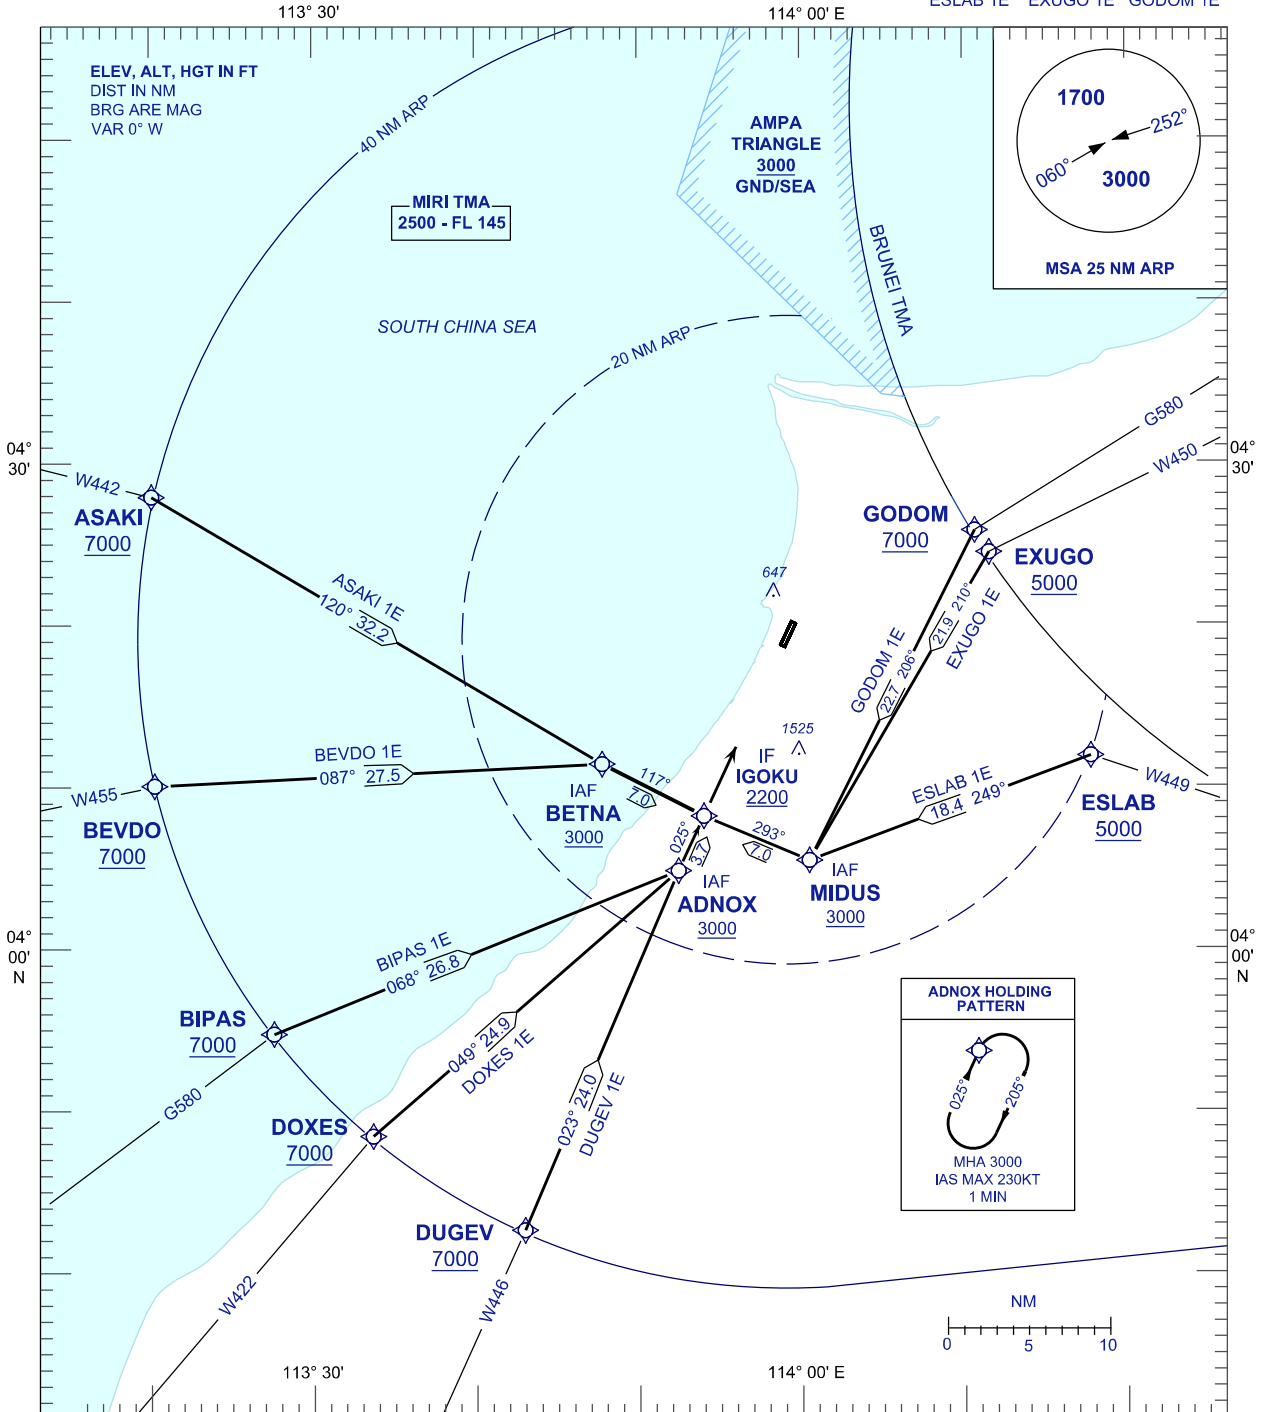 ESLAB 1E EXUGO 1E GODOM 1E
113° 30'
114° 00' E
ELEV, ALT, HGT IN FT
DIST IN NM
BRG ARE MAG
VAR 0° W
40 NM ARP
MIRI TMA
2500 - FL 145
AMPA
TRIANGLE
3000
GND/SEA
1700
252°
060°
3000
MSA 25 NM ARP
BRUNEI TMA
SOUTH CHINA SEA
20 NM ARP
G580
W450
04°
30'
04°
30'
W442
ASAKI
7000
GODOM
7000
EXUGO
5000
647
ASAKI 1E
120° 32.2
21.9 210°
EXUGO 1E
GODOM 1E
22.7 206°
1525
BEVDO 1E
087° 27.5
W455
BEVDO
7000
IAF
BETNA
3000
117°
7.0
IF
IGOKU
2200
025°
3.7
293°
7.0
ESLAB 1E
18.4 249°
W449
ESLAB
5000
IAF
ADNOX
3000
IAF
MIDUS
3000
04°
00'
N
04°
00'
N
BIPAS 1E
068° 26.8
BIPAS
7000
G580
049° 24.9
DOXES 1E
DOXES
7000
023° 24.0
DUGEV 1E
DUGEV
7000
W422
W446
ADNOX HOLDING
PATTERN
025°
205°
MHA 3000
IAS MAX 230KT
1 MIN
NM
0 5 10
113° 30'
114° 00' E